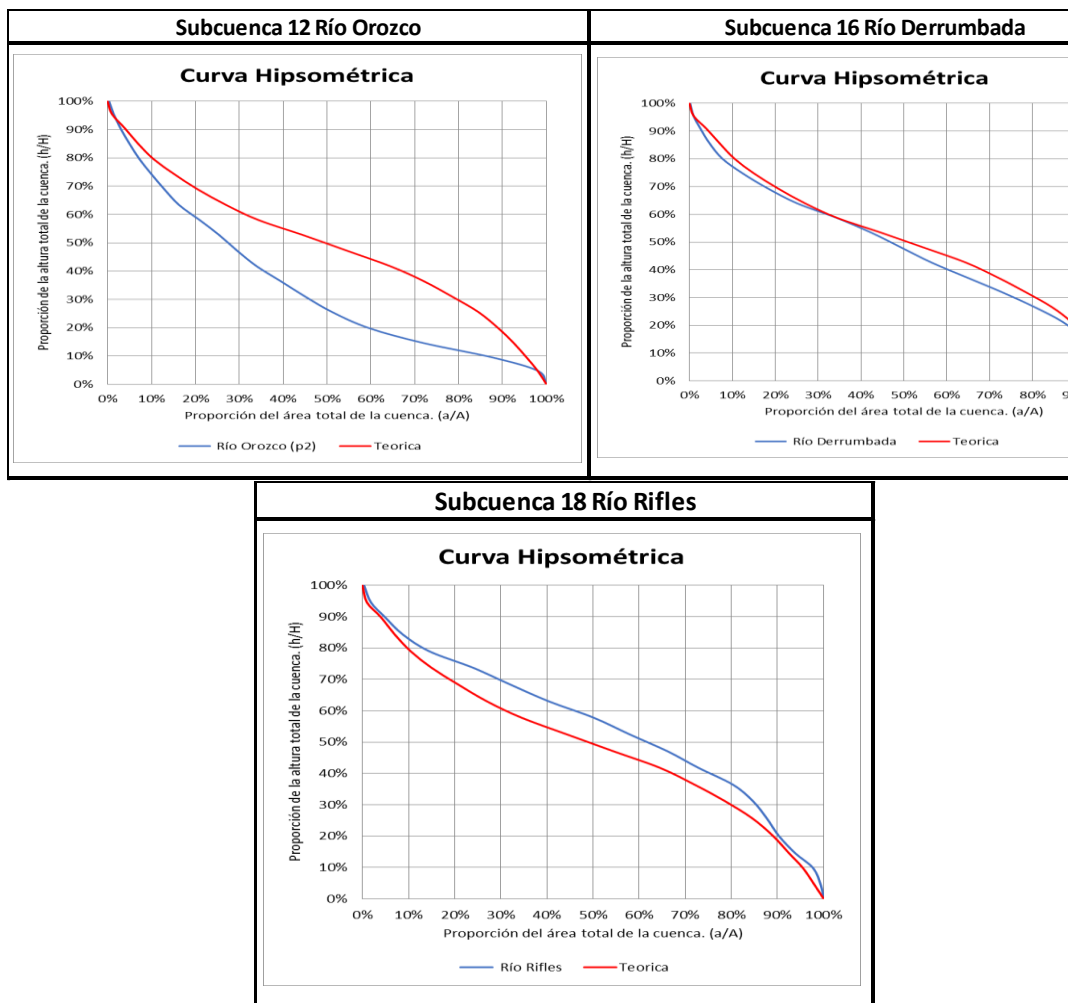 Subcuenca 12 Río Orozco
Subcuenca 16 Río Derrumbada
Curva Hipsométrica
Proporción de la altura total de la cuenca. (h/H)
100%
90%
80%
70%
60%
50%
40%
30%
20%
10%
0%
0% 10% 20% 30% 40% 50% 60% 70% 80% 90% 100%
Proporción del área total de la cuenca. (a/A)
Río Orozco (p2) Teorica
Curva Hipsométrica
Proporción de la altura total de la cuenca. (h/H)
100%
90%
80%
70%
60%
50%
40%
30%
20%
10%
0%
0% 10% 20% 30% 40% 50% 60% 70% 80%
Proporción del área total de la cuenca. (a/A)
Río Derrumbada Teorica
Subcuenca 18 Río Rifles
Curva Hipsométrica
Proporción de la altura total de la cuenca. (h/H)
100%
90%
80%
70%
60%
50%
40%
30%
20%
10%
0%
0% 10% 20% 30% 40% 50% 60% 70% 80% 90% 100%
Proporción del área total de la cuenca. (a/A)
Río Rifles Teorica